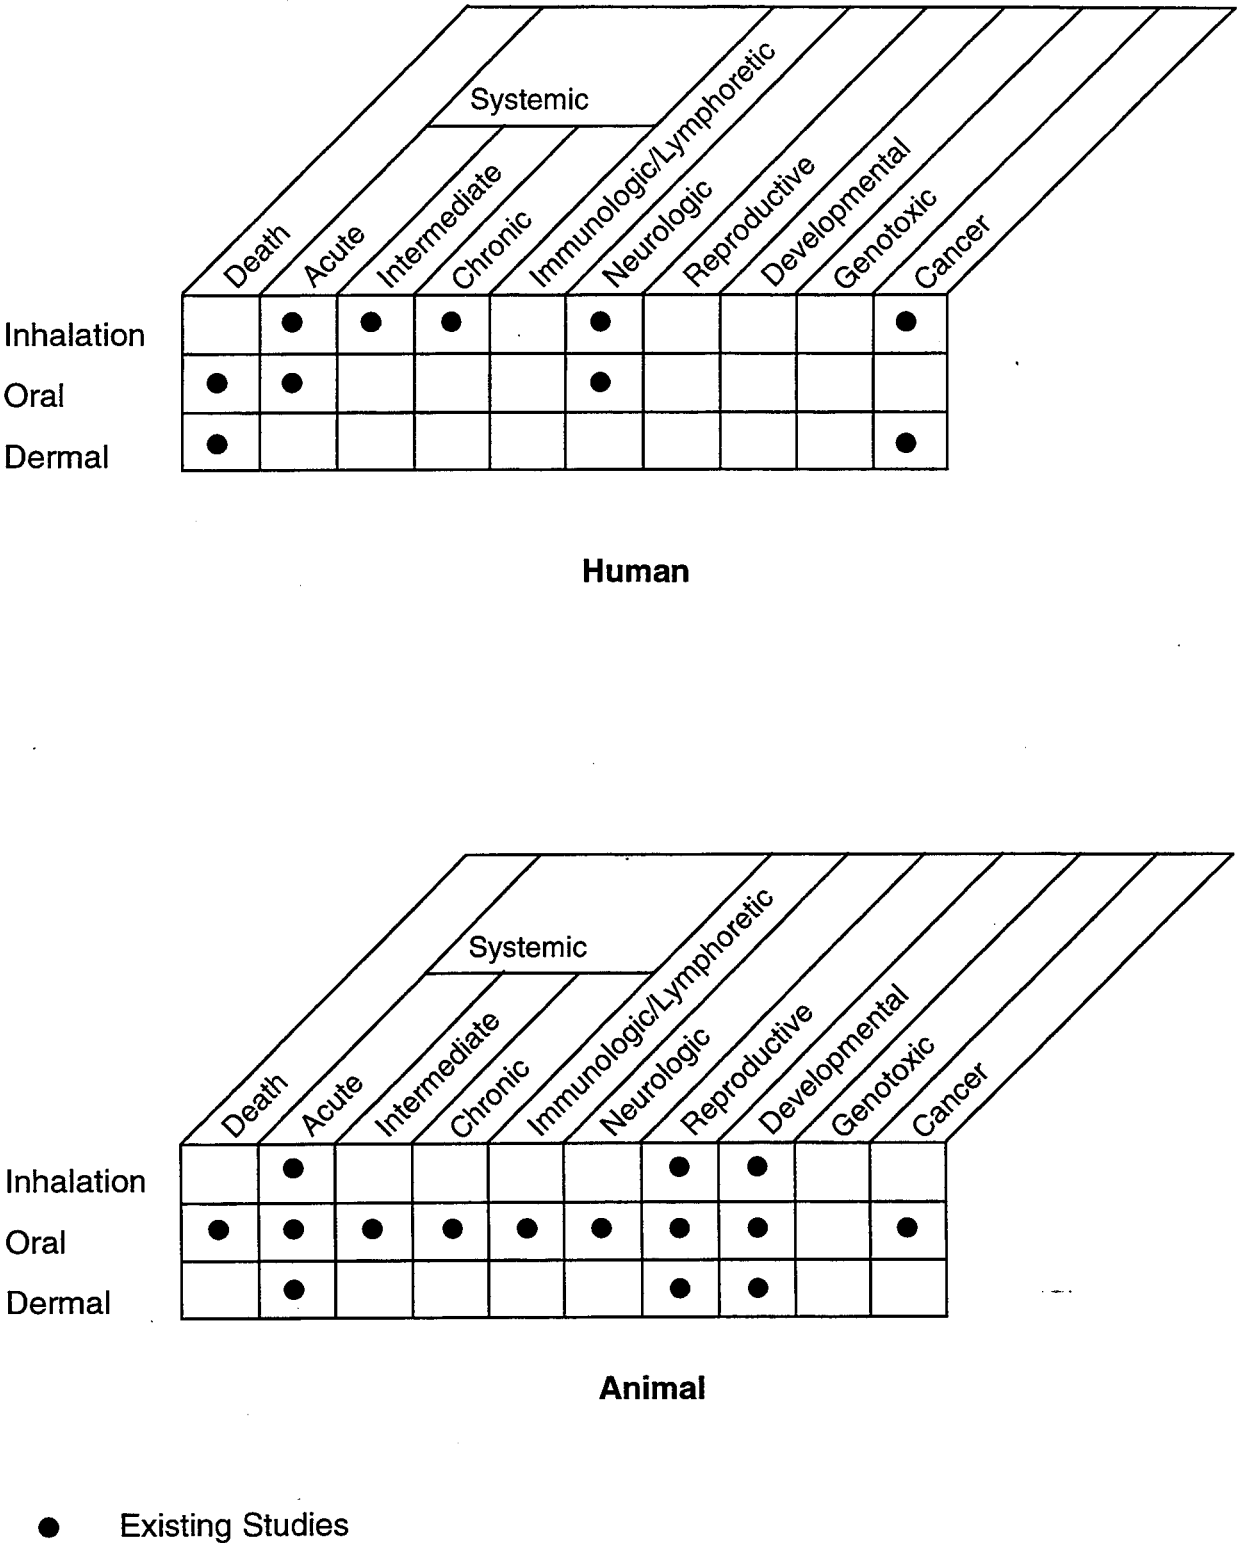 Systemic
Death
Acute
Intermediate
Chronic
Immunologic/Lymphoretic
Neurologic
Reproductive
Developmental
Genotoxic
Cancer
Inhalation
Oral
Dermal
Human
Systemic
Death
Acute
Intermediate
Chronic
Immunologic/Lymphoretic
Neurologic
Reproductive
Developmental
Genotoxic
Cancer
Inhalation
Oral
Dermal
Animal
● Existing Studies